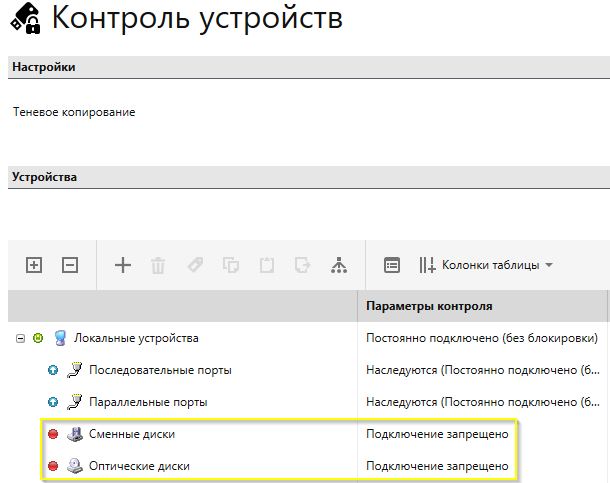 Контроль устройств
Настройки
Теневое копирование
Устройства
Колонки таблицы
Параметры контроля
Локальные устройства Постоянно подключено (без блокировки)
Последовательные порты Наследуются (Постоянно подключено (б...
Параллельные порты Наследуются (Постоянно подключено (б...
Сменные диски Подключение запрещено
Оптические диски Подключение запрещено